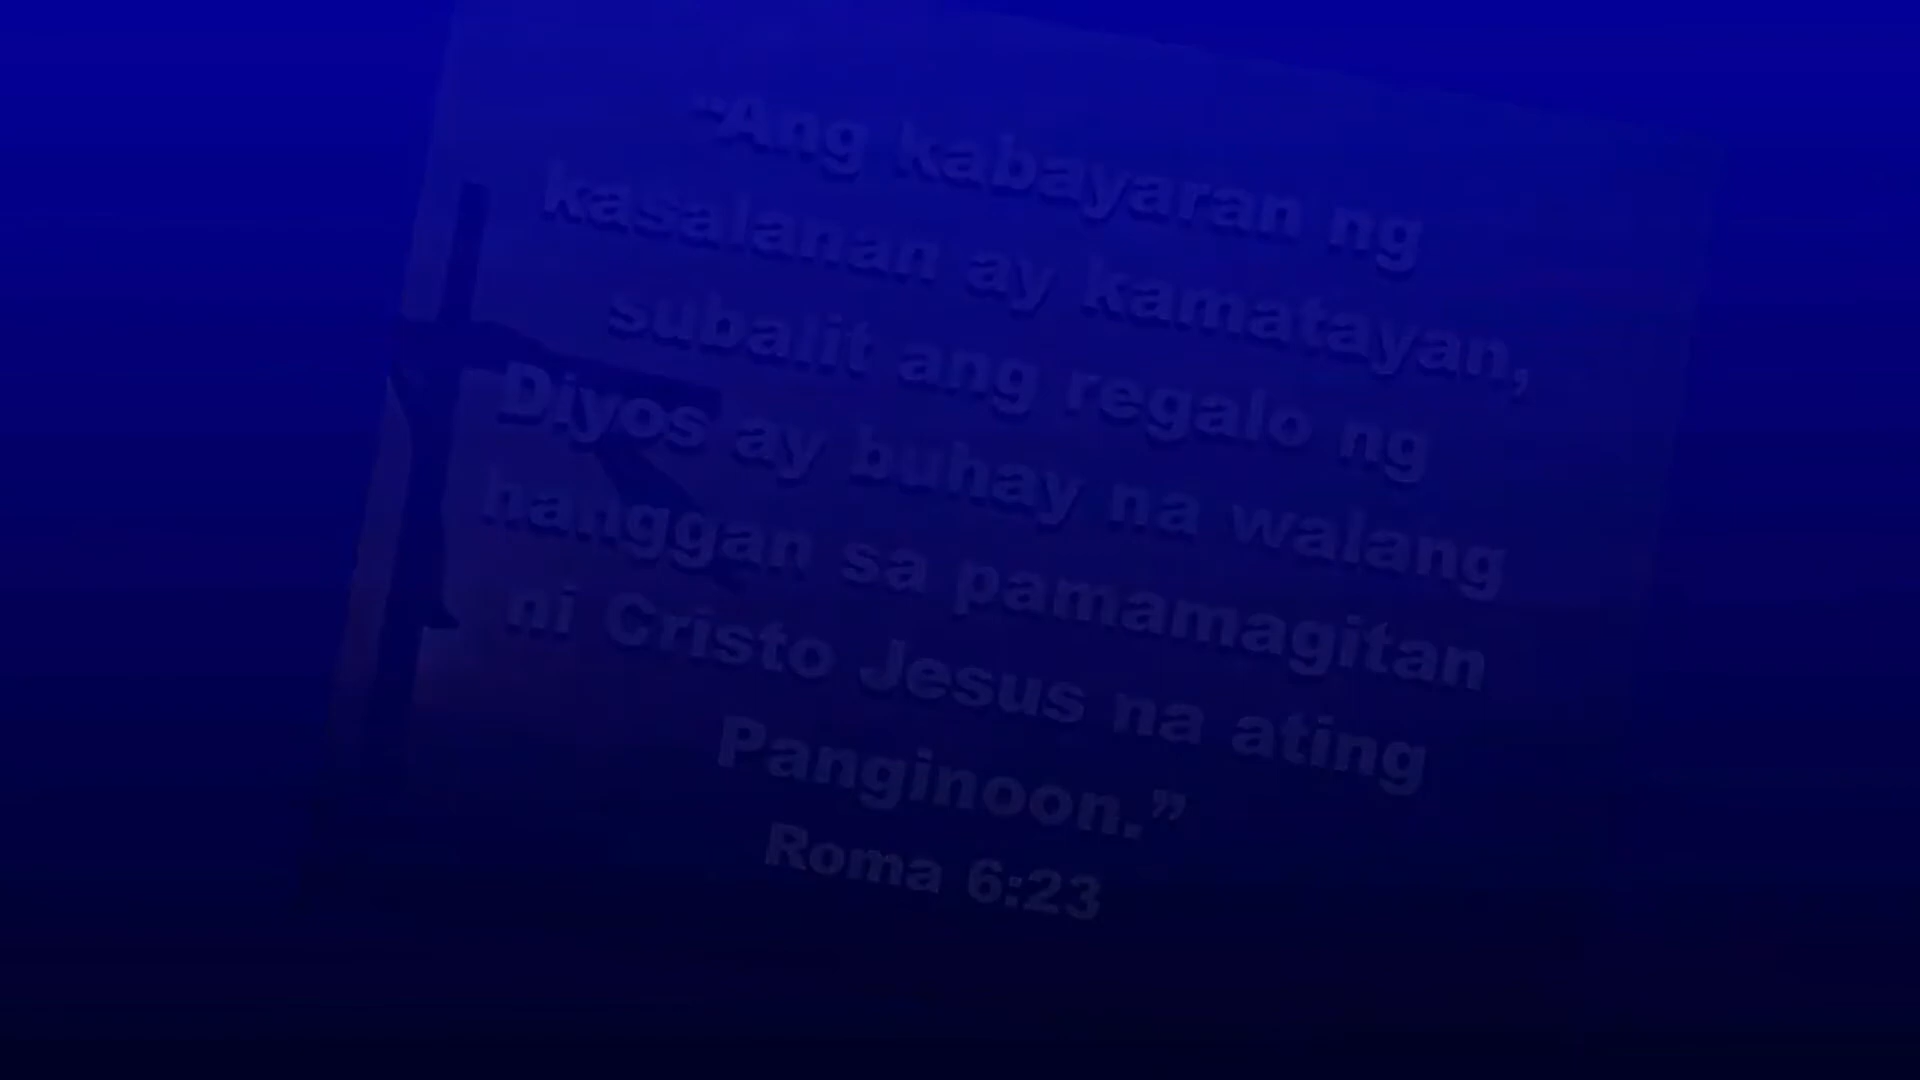 “Ang kabayaran ng
kasalanan ay kamatayan,
subalit ang regalo ng
Diyos ay buhay na walang
hanggan sa pamamagitan
ni Cristo Jesus na ating
Panginoon.”
Roma 6:23